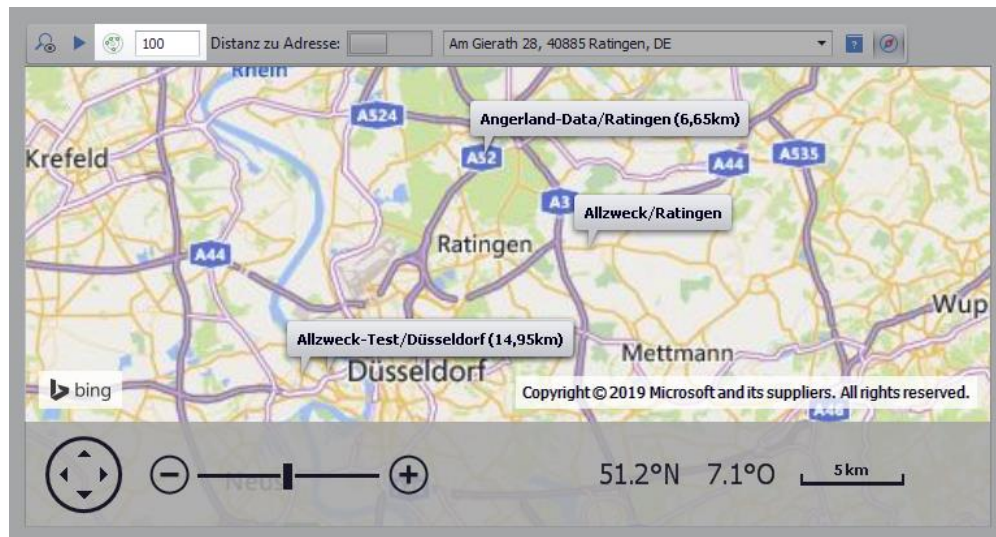 100 Distanz zu Adresse: Am Gierath 28, 40885 Ratingen, DE
Rhein
A524
Angerland-Data/Ratingen (6,65km)
Krefeld
A52
A44
A535
A3
Allzweck/Ratingen
Ratingen
A44
Wup
Allzweck-Test/Düsseldorf (14,95km)
Mettmann
Düsseldorf
bing
Copyright © 2019 Microsoft and its suppliers. All rights reserved.
A46
Neuss
51.2°N 7.1°O 5km